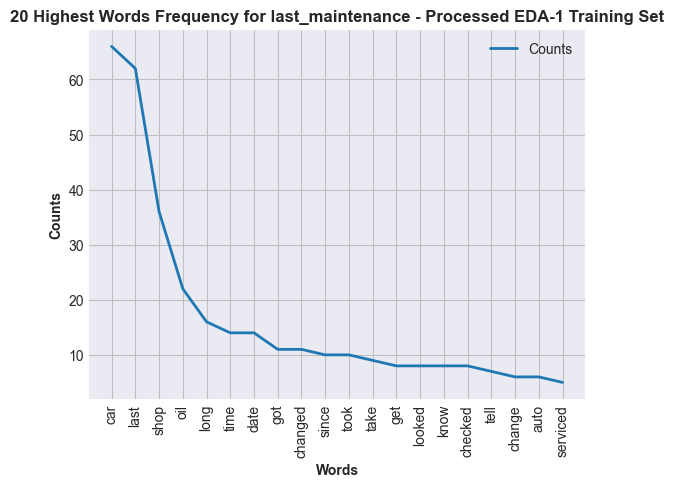 20 Highest Words Frequency for last_maintenance - Processed EDA-1 Training Set
Counts
60
50
40
30
20
10
Counts
car
last
shop
oil
long
time
date
got
changed
since
took
take
get
looked
know
checked
tell
change
auto
serviced
Words